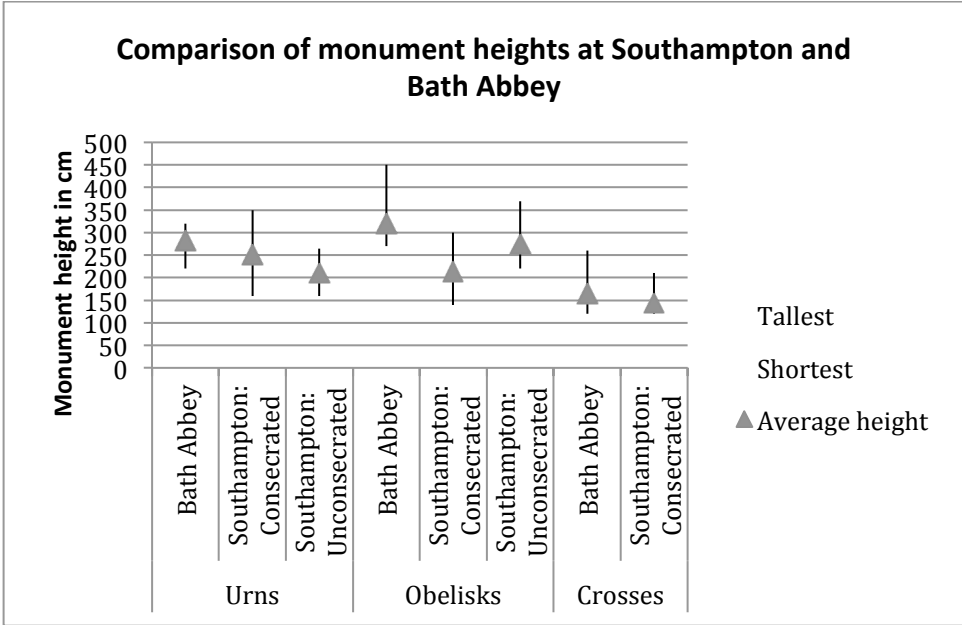 Comparison of monument heights at Southampton and
Bath Abbey
Monument height in cm
500
450
400
350
300
250
200
150
100
50
0
Bath Abbey
Southampton::
Consecrated
Southampton:
Unconsecrated
Bath Abbey
Southampton::
Consecrated
Southampton:
Unconsecrated
Bath Abbey
Southampton::
Consecrated
Urns
Obelisks
Crosses
Tallest
Shortest
Average height